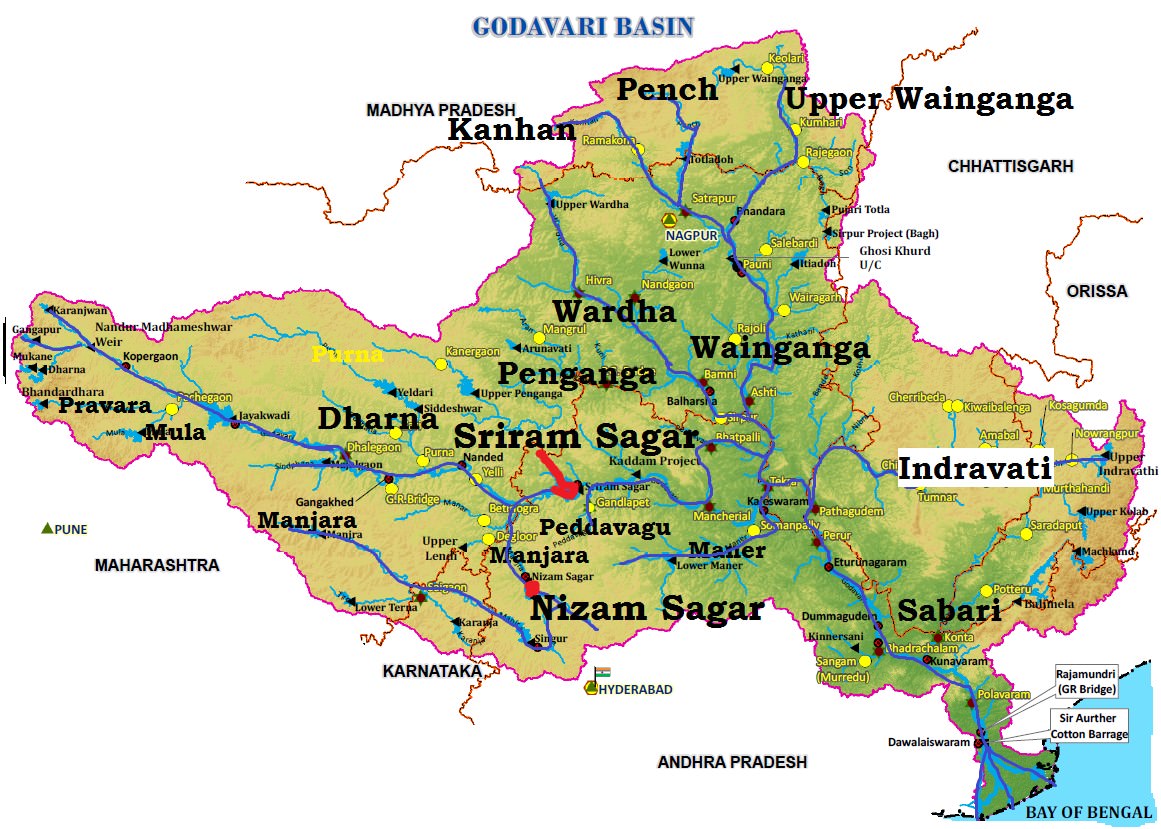 GODAVARI BASIN
Keolari
Upper Wainganga
Pench
Upper Wainganga
MADHYA PRADESH
Kanhan
Kumhari
Ramakona
Totladoh
Rajegaon
CHHATTISGARH
Upper Wardha
Satrapur
Bhandara
Pujari Totla
NAGPUR
Sirpur Project (Bagh)
Salebardi
Ghosi Khurd
U/C
Lower
Wunna
Pauni
Itiadoh
Hivra
Nandgaon
ORISSA
Wairagarh
Karanjwan
Wardha
Gangapur
Nandur Madhameshwar
Weir
Mangrul
Rajoli
Kathani
Mukane
Kopergaon
Purna
Kanergaon
Arunavati
Wainganga
Dharna
Penganga
Bamni
Bhandardhara
Yeldari
Upper Penganga
Balharsha
Ashti
Cherribeda
Kiwaibalenga
Kosagumda
Pravara
Pachegaon
Siddeshwar
Jayakwadi
Dharna
Mula
Mula
Sriram Sagar
Bhatpalli
Amabal
Nowrangpur
Dhalegaon
Purna
Nanded
Kaddam Project
Indravati
Upper
Indravathi
Yelli
Sriram Sagar
Tekra
Tumnar
Murthahandi
Gangakhed
G.R.Bridge
Manar
Gandlapet
Kaleswaram
Pathagudem
Upper Kolab
Manjara
Peddavagu
Mancherial
Somanpally
Saradaput
PUNE
Manjra
Degloor
Perur
Upper
Lendi
Manjara
Maner
Maner
Machkund
MAHARASHTRA
Lower Maner
Eturunagaram
Nizam Sagar
Saigaon
Potteru
Lower Terna
Nizam Sagar
Sabari
Balimela
Dummagudem
Karanja
Karanja
Singur
Kinnersani
Konta
Bhadrachalam
KARNATAKA
Sangam
(Murredu)
Kunavaram
HYDERABAD
Rajamundri
(GR Bridge)
Polavaram
Sir Aurther
Cotton Barrage
Dawalaiswaram
ANDHRA PRADESH
BAY OF BENGAL